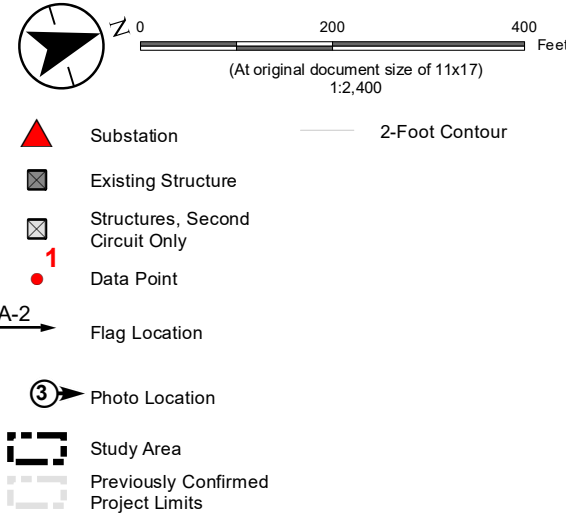 N
0 200 400
Feet
(At original document size of 11x17)
1:2,400
Substation
2-Foot Contour
Existing Structure
Structures, Second
Circuit Only
1
Data Point
A-2
Flag Location
3
Photo Location
Study Area
Previously Confirmed
Project Limits